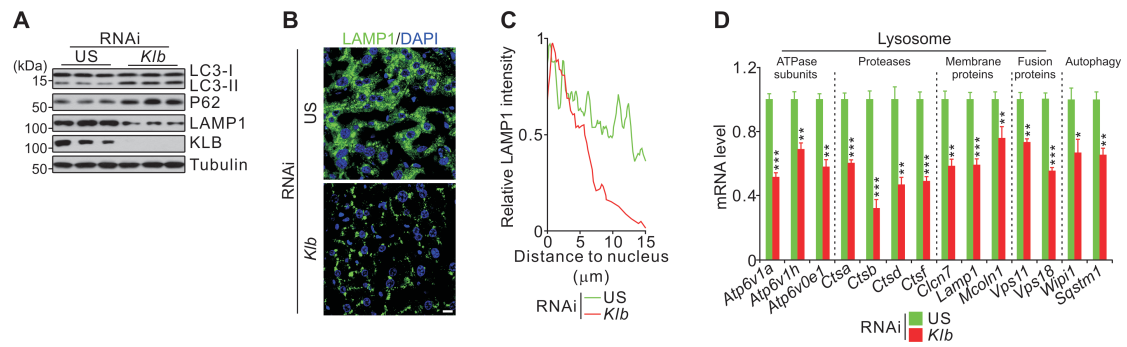 A
RNAi
US Klb
(kDa)
15
LC3-I
LC3-II
50
P62
100
LAMP1
100
KLB
50
Tubulin
B
LAMP1/DAPI
RNAi
US
Klb
C
Relative LAMP1 intensity
1
0.5
0
0 5 10 15
Distance to nucleus
(μm)
RNAi
US
Klb
D
Lysosome
ATPase
subunits
Proteases
Membrane
proteins
Fusion
proteins
Autophagy
mRNA level
1.2
0.8
0.4
0
*** ** ** *** *** *** *** ** *** ** ** *** * **
Atp6v1a Atp6v1h Atp6v0e1 Ctsa Ctsb Ctsd Ctsf Clcn7 Lamp1 Mcoln1 Vps11 Vps18 Wipi1 Sqstm1
RNAi
US
Klb